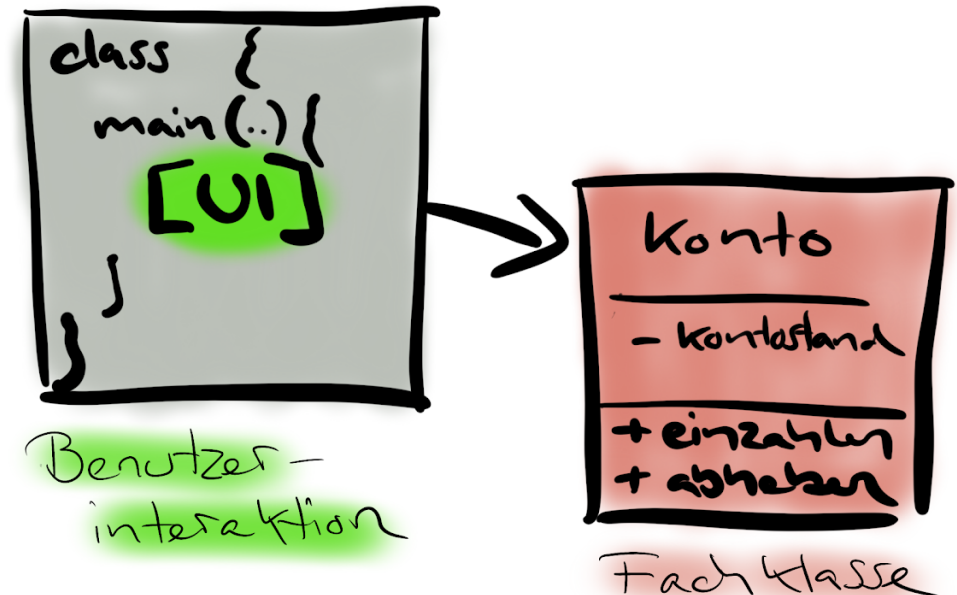 class {
main(..){
[UI]
}
}
Benutzer-
interaktion
Konto
- Kontostand
+ einzahlen
+ abheben
Fachklasse